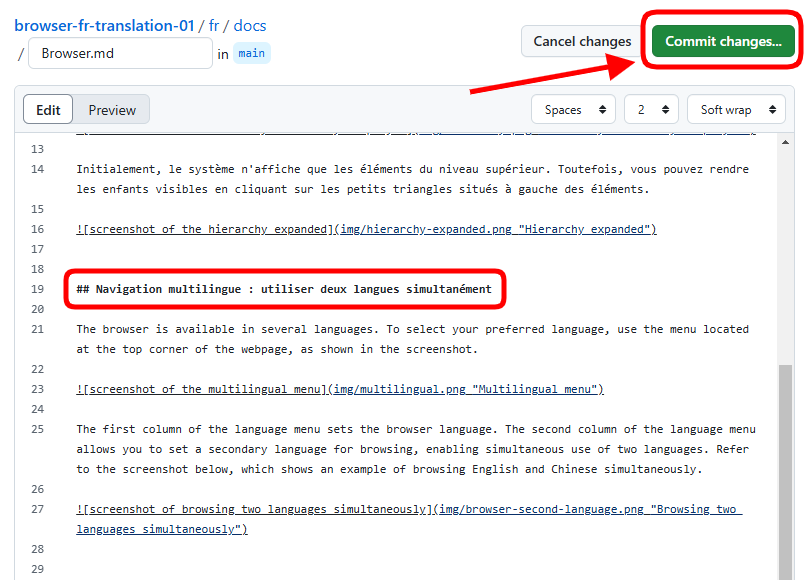 browser-fr-translation-01 / fr / docs
/ Browser.md in main
Cancel changes
Commit changes...
Edit Preview
Spaces 2 Soft wrap
13
14 Initialement, le système n'affiche que les éléments du niveau supérieur. Toutefois, vous pouvez rendre
les enfants visibles en cliquant sur les petits triangles situés à gauche des éléments.
15
16 ![screenshot of the hierarchy expanded](img/hierarchy-expanded.png "Hierarchy expanded")
17
18
19 ## Navigation multilingue : utiliser deux langues simultanément
20
21 The browser is available in several languages. To select your preferred language, use the menu located
at the top corner of the webpage, as shown in the screenshot.
22
23 ![screenshot of the multilingual menu](img/multilingual.png "Multilingual menu")
24
25 The first column of the language menu sets the browser language. The second column of the language menu
allows you to set a secondary language for browsing, enabling simultaneous use of two languages. Refer
to the screenshot below, which shows an example of browsing English and Chinese simultaneously.
26
27 ![screenshot of browsing two languages simultaneously](img/browser-second-language.png "Browsing two
languages simultaneously")
28
29